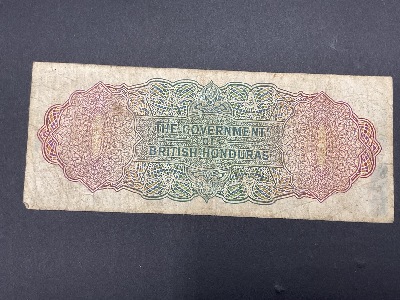 THE GOVERNMENT
OF
BRITISH HONDURAS